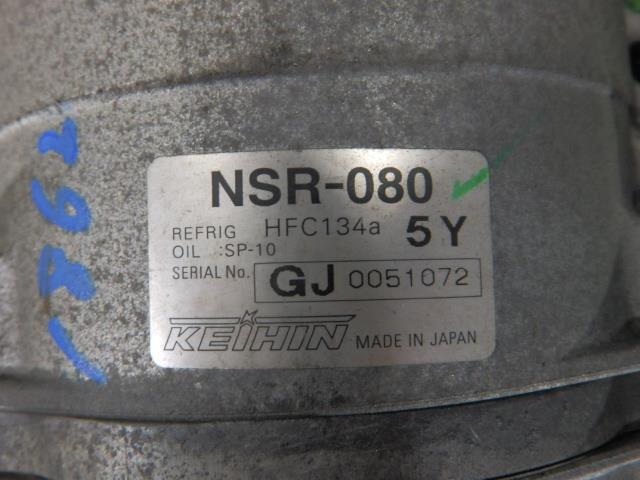 NSR-080
REFRIG HFC134a 5Y
OIL :SP-10
SERIAL No. GJ 0051072
KEIHIN MADE IN JAPAN